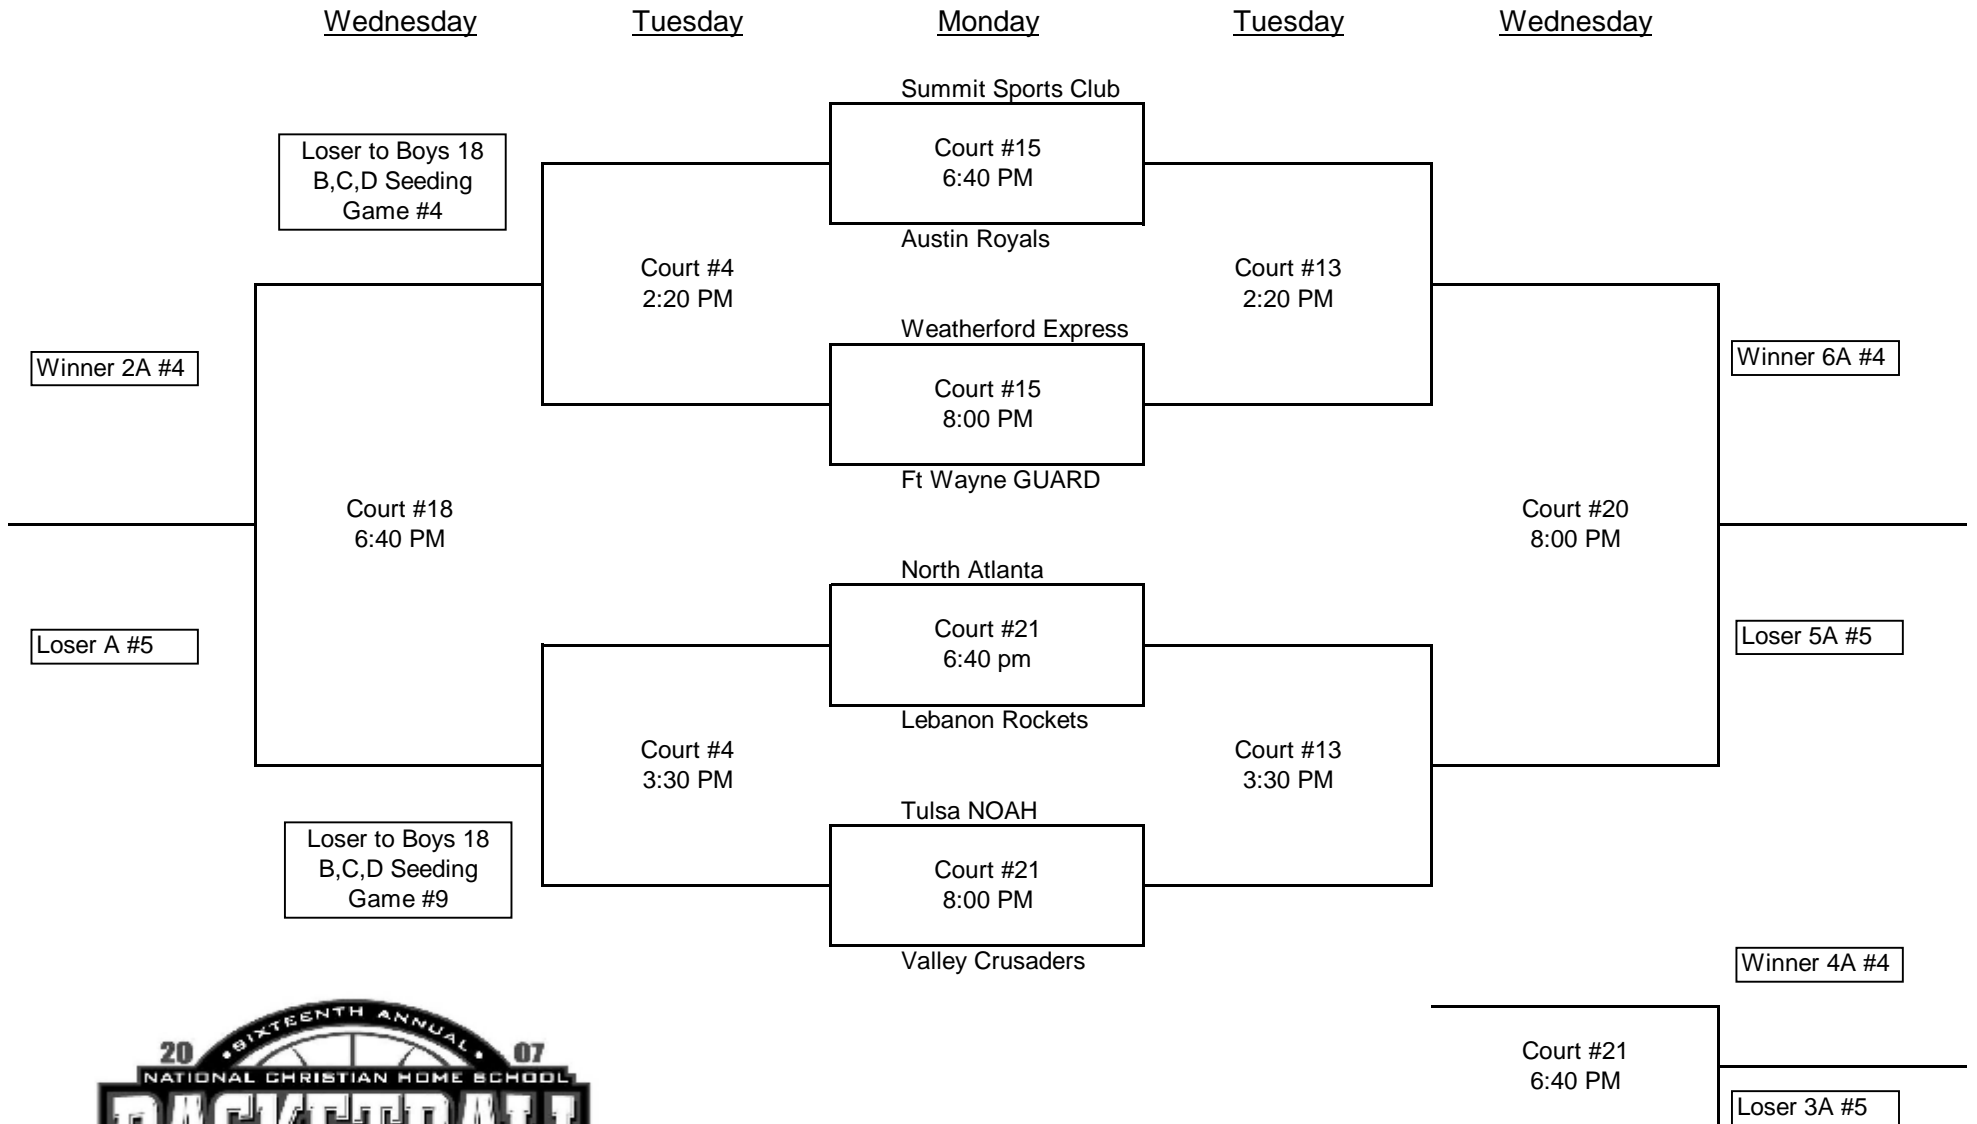 Wednesday Tuesday Monday Tuesday Wednesday
Summit Sports Club
Loser to Boys 18
B,C,D Seeding
Game #4
Court #15
6:40 PM
Austin Royals
Court #4
2:20 PM
Court #13
2:20 PM
Weatherford Express
Winner 2A #4
Court #15
8:00 PM
Winner 6A #4
Ft Wayne GUARD
Court #18
6:40 PM
Court #20
8:00 PM
North Atlanta
Loser A #5
Court #21
6:40 pm
Loser 5A #5
Lebanon Rockets
Court #4
3:30 PM
Court #13
3:30 PM
Tulsa NOAH
Loser to Boys 18
B,C,D Seeding
Game #9
Court #21
8:00 PM
Valley Crusaders
Winner 4A #4
SIXTEENTH ANNUAL
20 07
NATIONAL CHRISTIAN HOME SCHOOL
BASKETBALL
Court #21
6:40 PM
Loser 3A #5